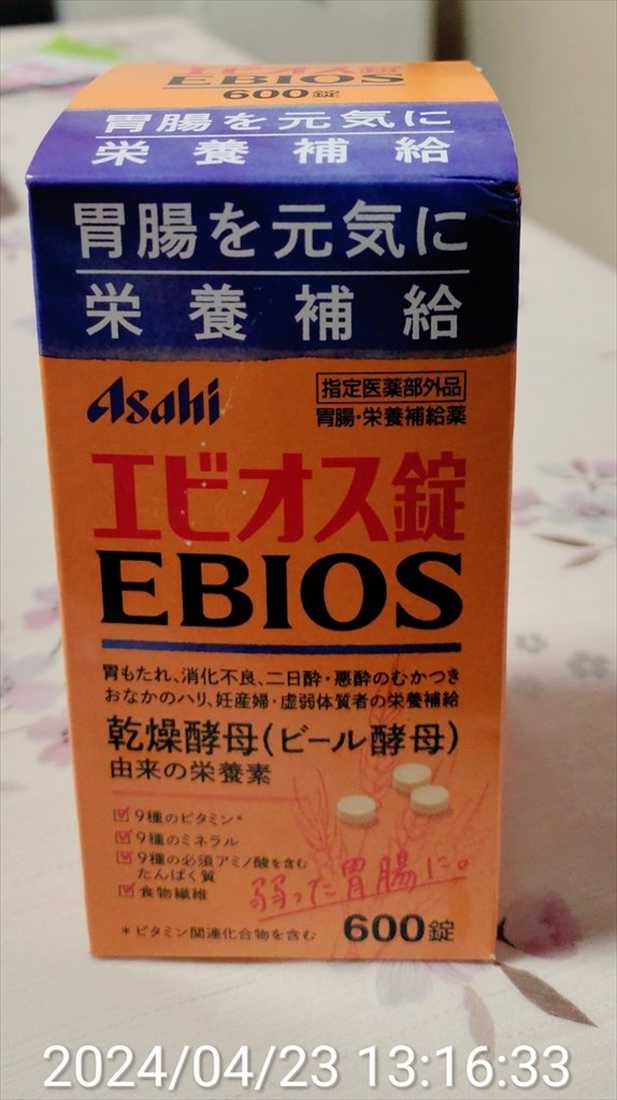 エビオス錠
EBIOS
600錠
胃腸を元気に
栄養補給
胃腸を元気に
栄養補給
Asahi
指定医薬部外品
胃腸・栄養補給薬
エビオス錠
EBIOS
胃もたれ、消化不良、二日酔・悪酔のむかつき
おなかのハリ、妊産婦・虚弱体質者の栄養補給
乾燥酵母(ビール酵母)
由来の栄養素
9種のビタミン*
9種のミネラル
9種の必須アミノ酸を含む
たんぱく質
食物繊維
弱った胃腸に。
*ビタミン関連化合物を含む
600錠
2024/04/23 13:16:33